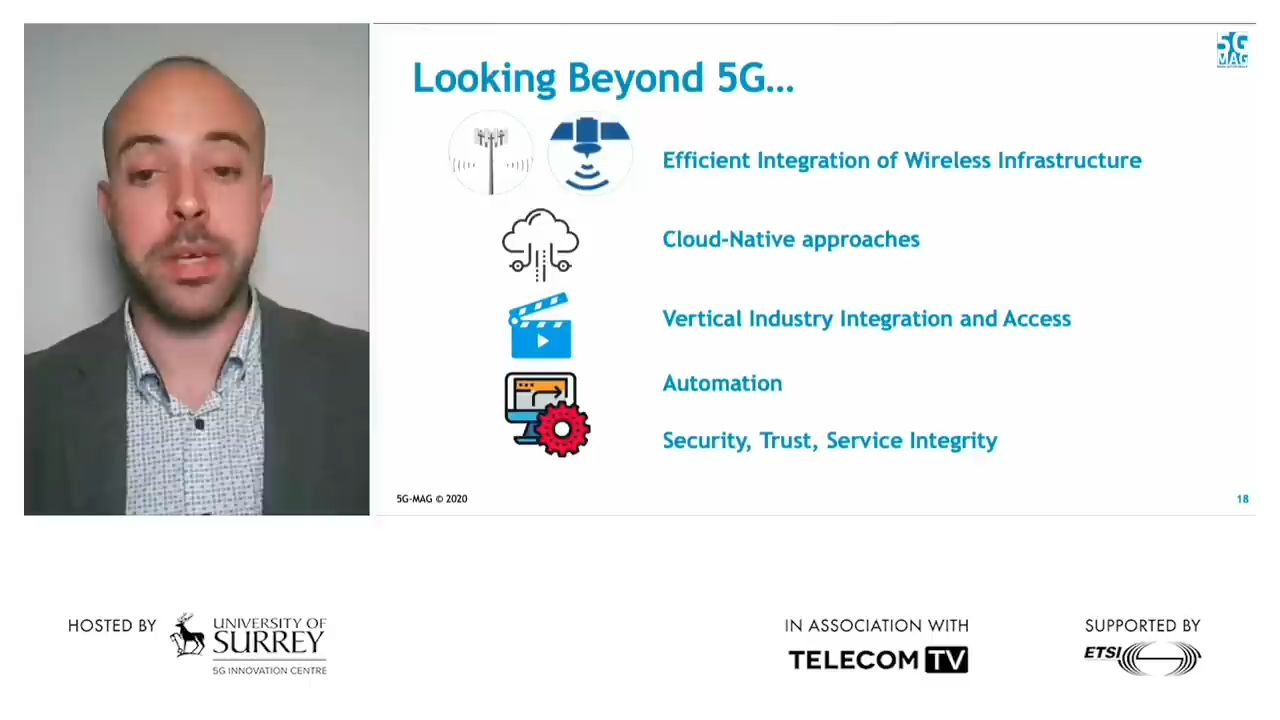 5G
MAG
Looking Beyond 5G...
Efficient Integration of Wireless Infrastructure
Cloud-Native approaches
Vertical Industry Integration and Access
Automation
Security, Trust, Service Integrity
5G-MAG © 2020
18
HOSTED BY
UNIVERSITY OF
SURREY
5G INNOVATION CENTRE
IN ASSOCIATION WITH
TELECOM TV
SUPPORTED BY
ETSI